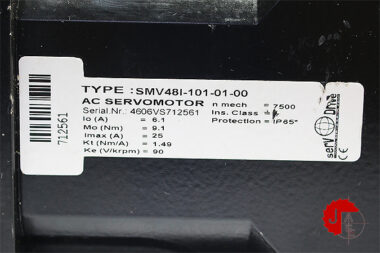 TYPE : SMV48I-101-01-00
AC SERVOMOTOR n mech = 7500
Serial Nr.: 4606VS712561 Ins. Class =
Io (A) = 6.1 Protection = IP65"
Mo (Nm) = 9.1
Imax (A) = 25
Kt (Nm/A) = 1.49
Ke (V/krpm) = 90
712561
serv Drive
CE